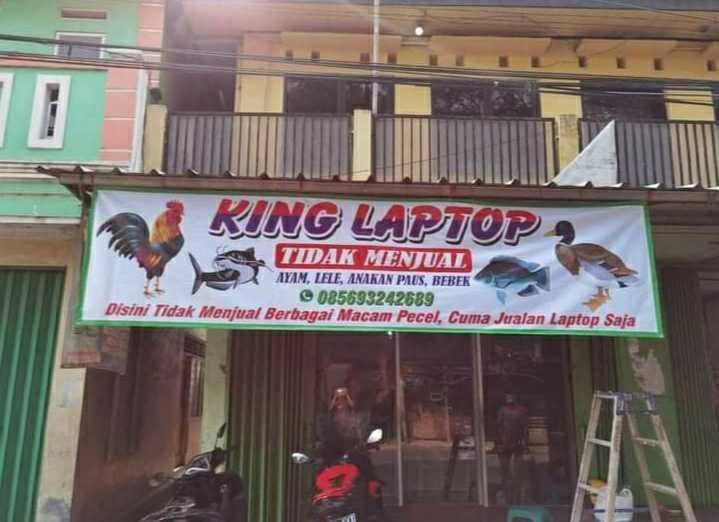 KING LAPTOP
TIDAK MENJUAL
AYAM, LELE, ANAKAN PAUS, BEBEK
085693242689
Disini Tidak Menjual Berbagai Macam Pecel, Cuma Jualan Laptop Saja